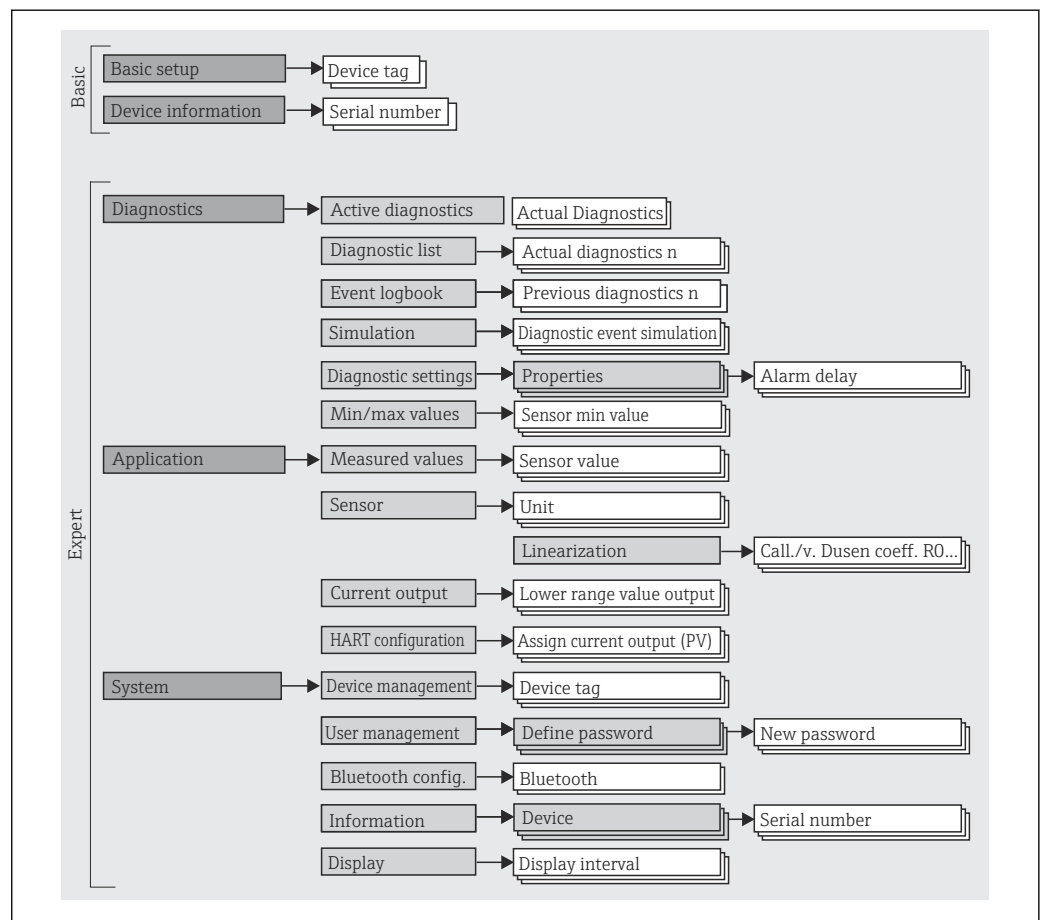 Basic
Basic setup
Device tag
Device information
Serial number
Expert
Diagnostics
Active diagnostics
Actual Diagnostics
Diagnostic list
Actual diagnostics n
Event logbook
Previous diagnostics n
Simulation
Diagnostic event simulation
Diagnostic settings
Properties
Alarm delay
Min/max values
Sensor min value
Application
Measured values
Sensor value
Sensor
Unit
Linearization
Call./v. Dusen coeff. R0...
Current output
Lower range value output
HART configuration
Assign current output (PV)
System
Device management
Device tag
User management
Define password
New password
Bluetooth config.
Bluetooth
Information
Device
Serial number
Display
Display interval